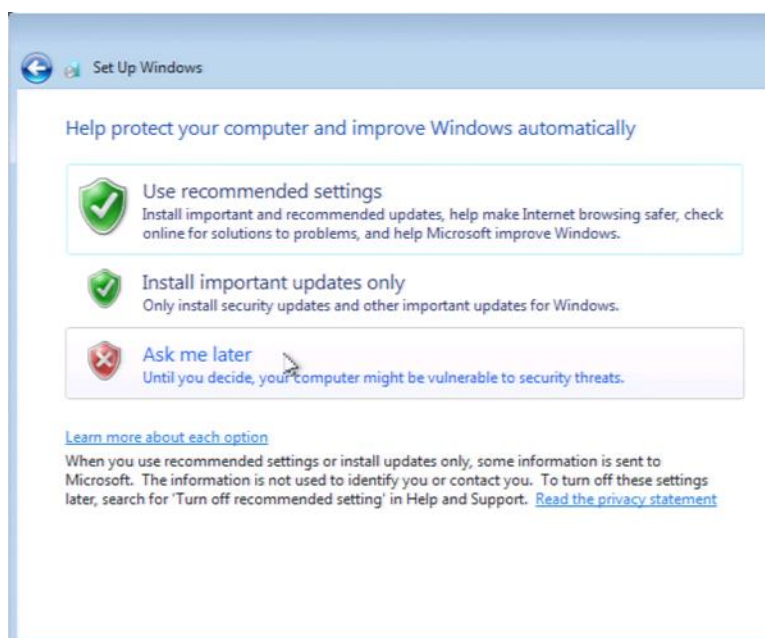 Set Up Windows
Help protect your computer and improve Windows automatically
Use recommended settings
Install important and recommended updates, help make Internet browsing safer, check
online for solutions to problems, and help Microsoft improve Windows.
Install important updates only
Only install security updates and other important updates for Windows.
Ask me later
Until you decide, your computer might be vulnerable to security threats.
Learn more about each option
When you use recommended settings or install updates only, some information is sent to
Microsoft. The information is not used to identify you or contact you. To turn off these settings
later, search for 'Turn off recommended setting' in Help and Support. Read the privacy statement